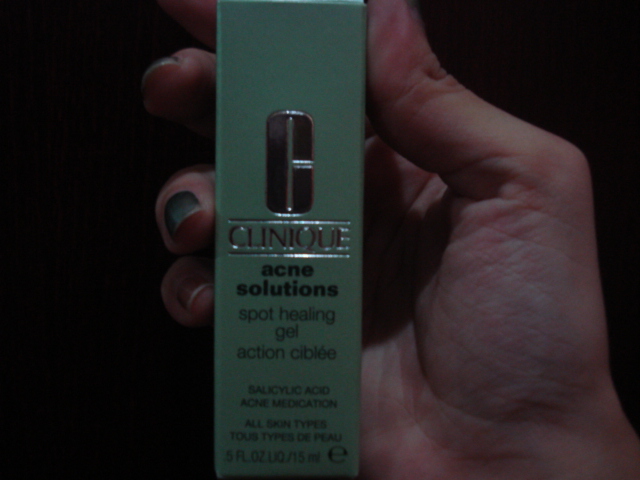 CLINIQUE
acne
solutions
spot healing
gel
action ciblée
SALICYLIC ACID
ACNE MEDICATION
ALL SKIN TYPES
TOUS TYPES DE PEAU
.5 FL.OZ.LIQ./15 ml ℮